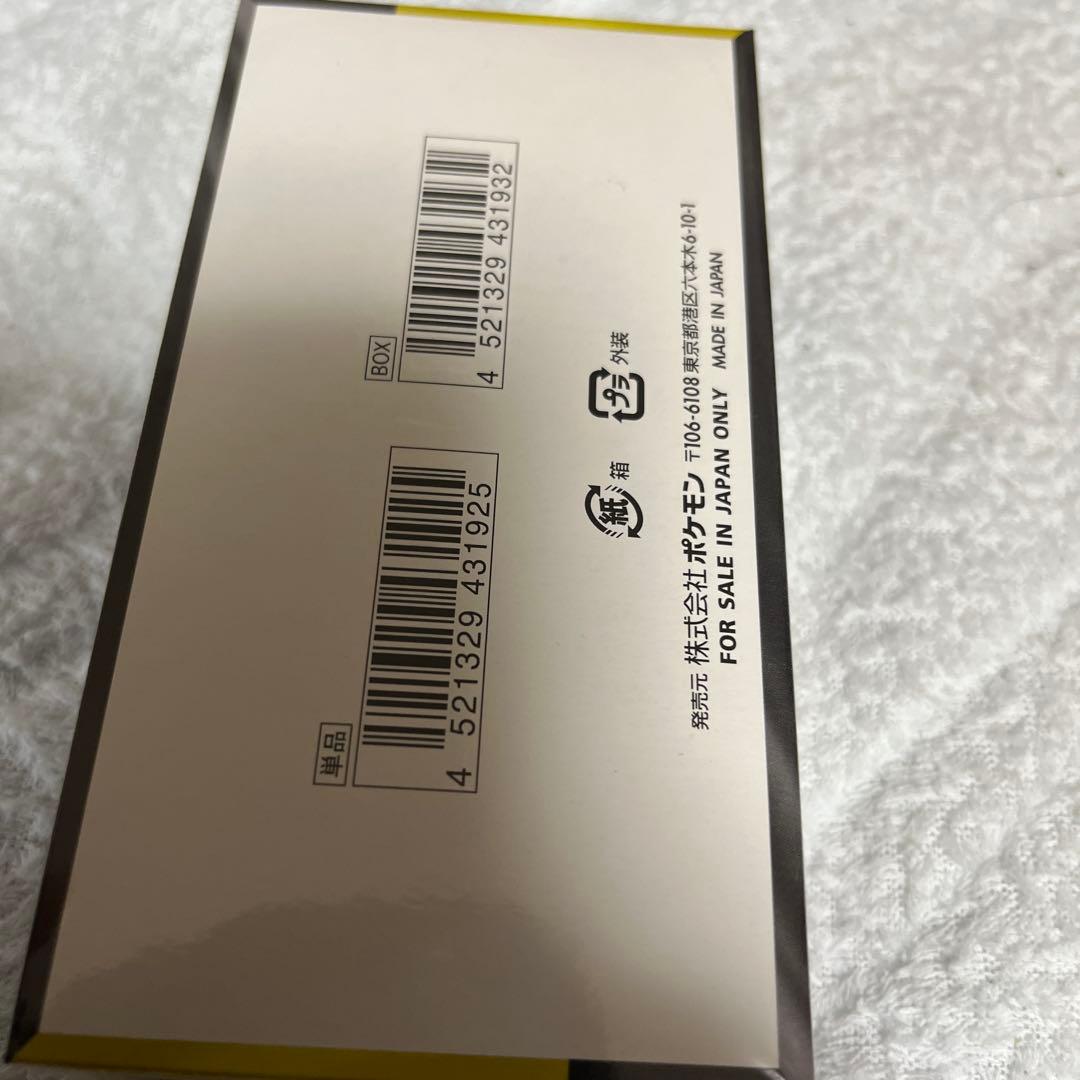 単品
4 521329 431925
BOX
4 521329 431932
紙 箱
プラ 外装
発売元 株式会社 ポケモン 〒106-6108 東京都港区六本木6-10-1
FOR SALE IN JAPAN ONLY MADE IN JAPAN